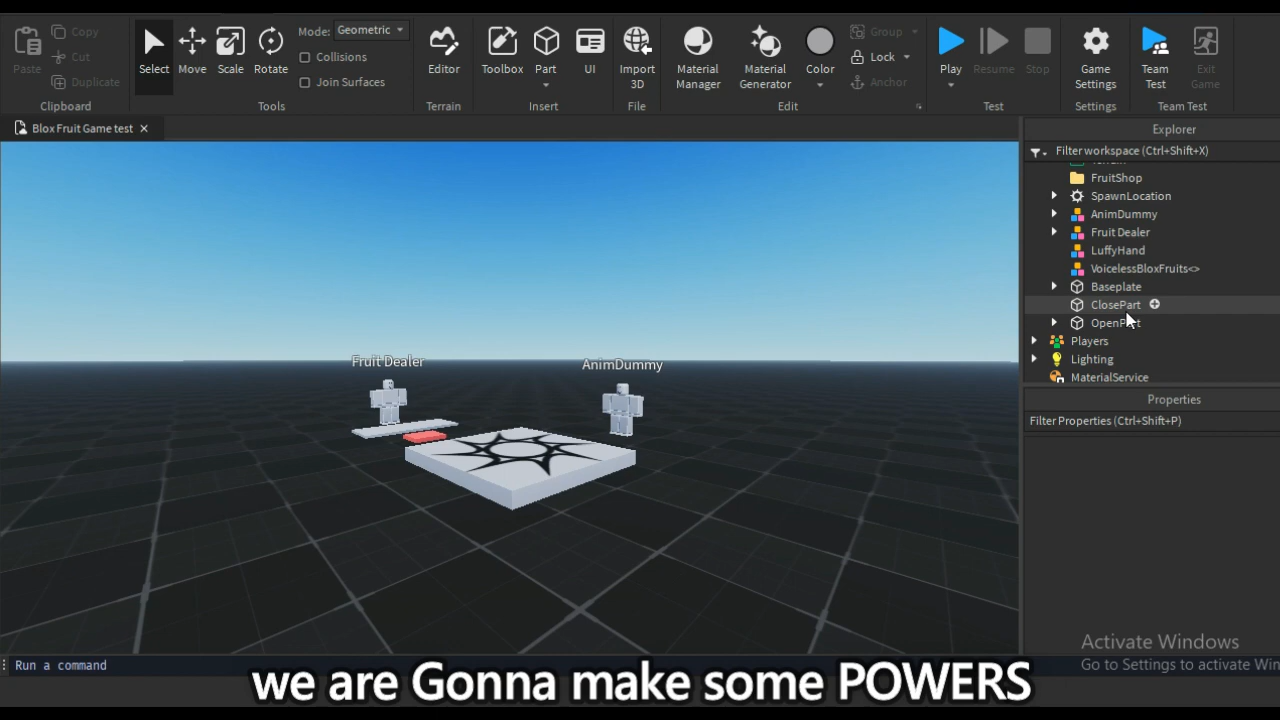 Paste
Copy
Cut
Duplicate
Clipboard
Select
Move
Scale
Rotate
Mode: Geometric
Collisions
Join Surfaces
Tools
Editor
Terrain
Toolbox
Part
UI
Insert
Import
3D
File
Material
Manager
Material
Generator
Color
Group
Lock
Anchor
Edit
Play
Resume
Stop
Test
Game
Settings
Settings
Team
Test
Exit
Game
Team Test
Blox Fruit Game test
Explorer
Filter workspace (Ctrl+Shift+X)
FruitShop
SpawnLocation
AnimDummy
Fruit Dealer
LuffyHand
VoicelessBloxFruits<>
Baseplate
ClosePart
Players
Lighting
MaterialService
Properties
Filter Properties (Ctrl+Shift+P)
Fruit Dealer
AnimDummy
Activate Windows
Go to Settings to activate Win
Run a command
we are Gonna make some POWERS